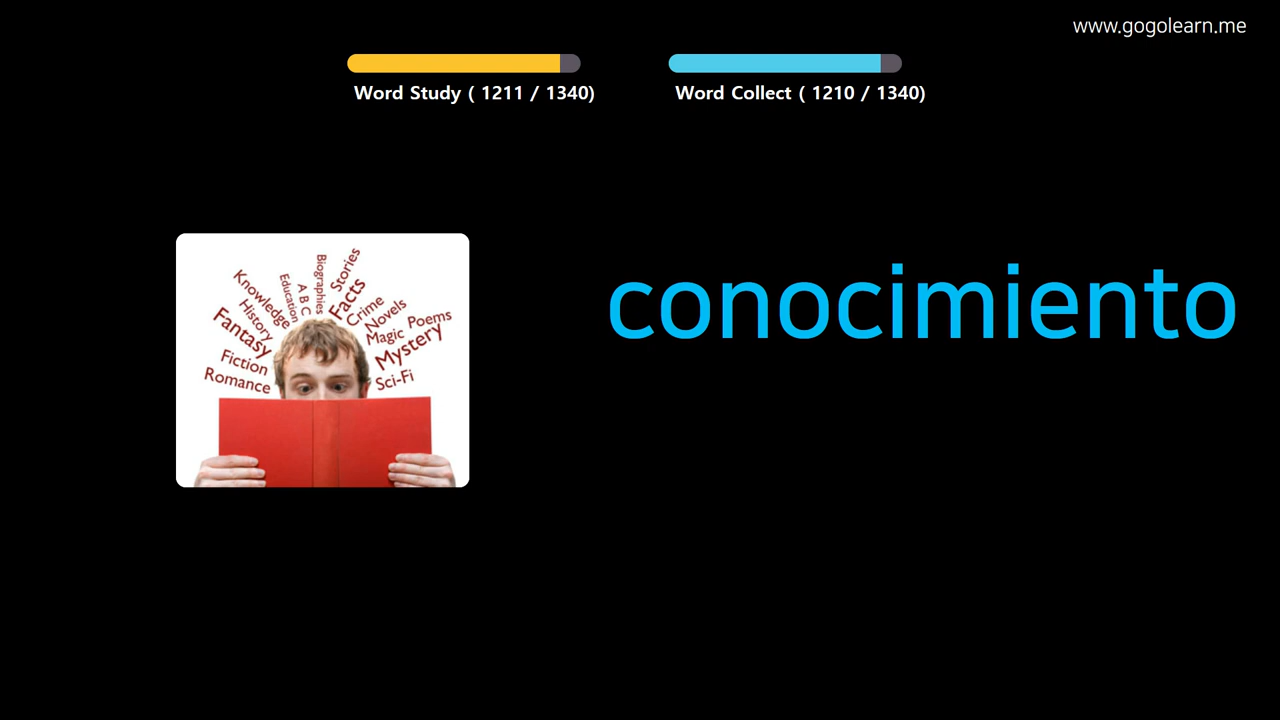 www.gogolearn.me
Word Study ( 1211 / 1340)
Word Collect ( 1210 / 1340)
conocimiento
Knowledge
History
Fantasy
Fiction
Romance
Education
A B C
Biographies
Stories
Facts
Crime
Novels
Magic
Poems
Mystery
Sci-Fi